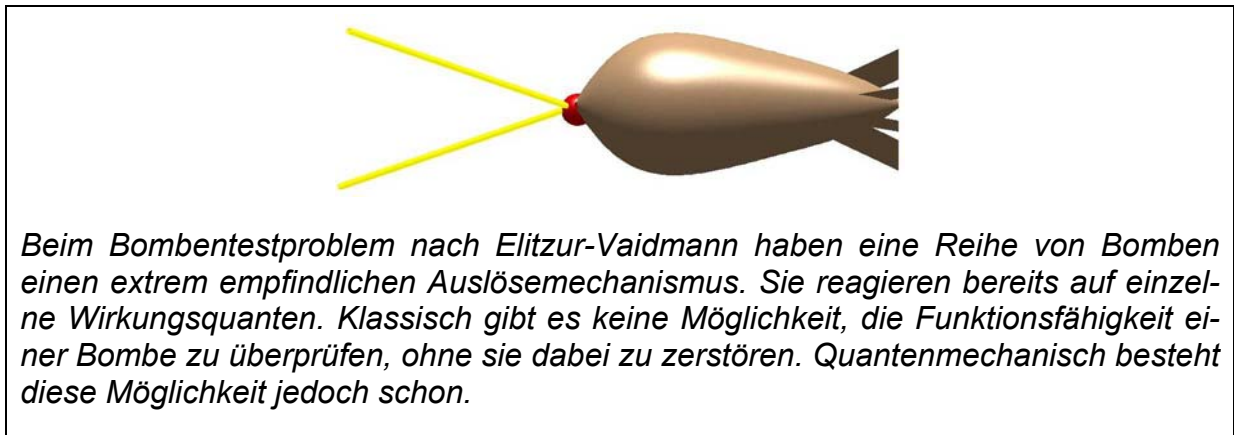 Beim Bombentestproblem nach Elitzur-Vaidmann haben eine Reihe von Bomben
einen extrem empfindlichen Auslösemechanismus. Sie reagieren bereits auf einzel-
ne Wirkungsquanten. Klassisch gibt es keine Möglichkeit, die Funktionsfähigkeit ei-
ner Bombe zu überprüfen, ohne sie dabei zu zerstören. Quantenmechanisch besteht
diese Möglichkeit jedoch schon.